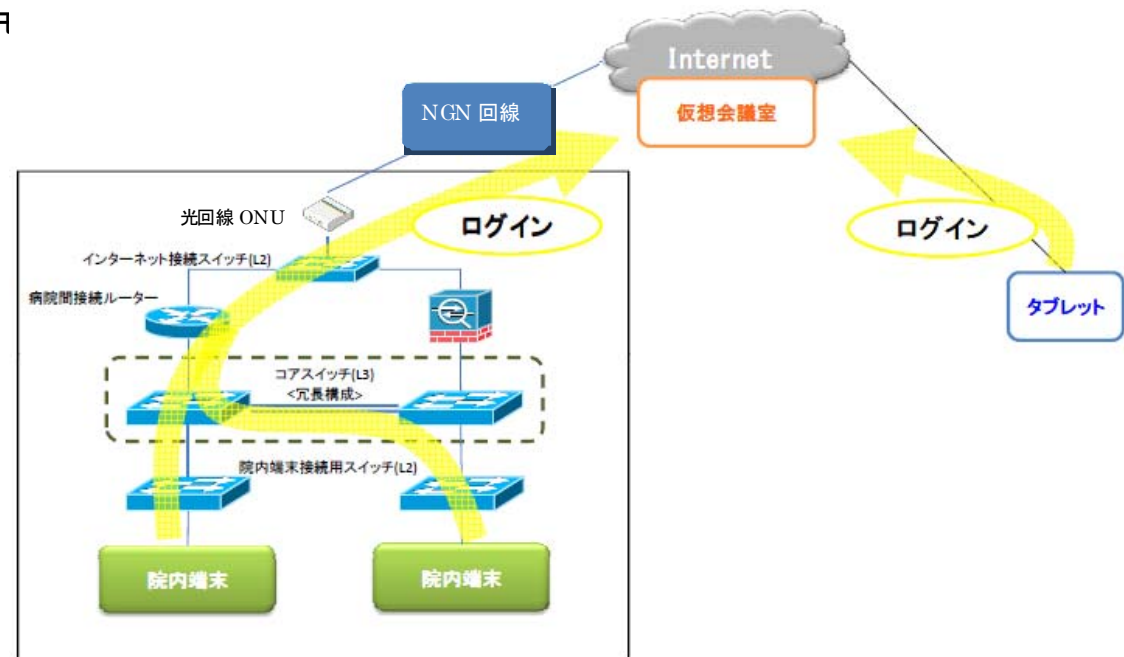 Internet
仮想会議室
NGN 回線
光回線 ONU
ログイン
ログイン
インターネット接続スイッチ(L2)
病院間接続ルーター
タブレット
コアスイッチ(L3)
<冗長構成>
院内端末接続用スイッチ(L2)
院内端末
院内端末